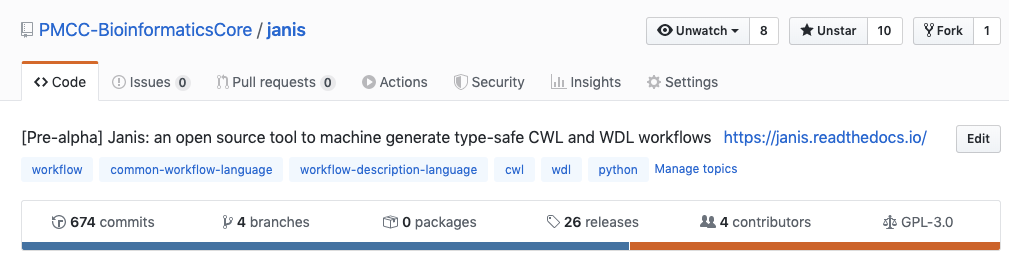 PMCC-BioinformaticsCore / janis Unwatch 8 Unstar 10 Fork 1
Code Issues 0 Pull requests 0 Actions Security Insights Settings
[Pre-alpha] Janis: an open source tool to machine generate type-safe CWL and WDL workflows https://janis.readthedocs.io/ Edit
workflow common-workflow-language workflow-description-language cwl wdl python Manage topics
674 commits 4 branches 0 packages 26 releases 4 contributors GPL-3.0